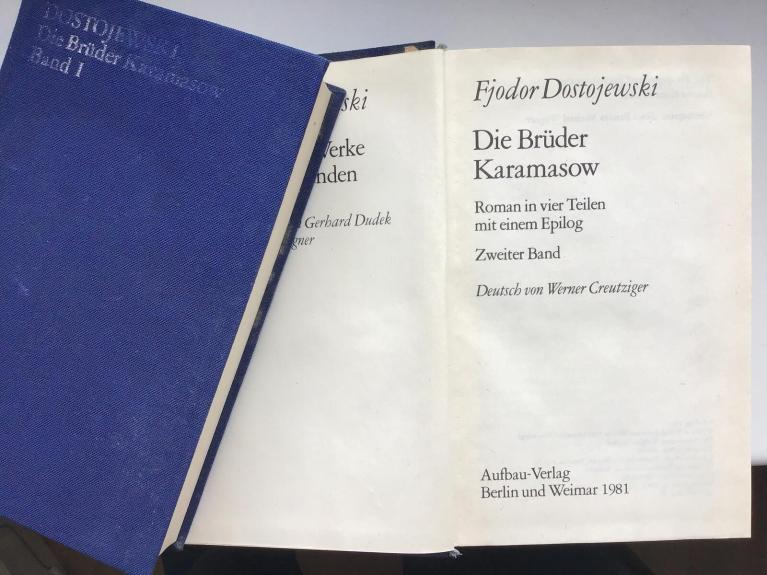 DOSTOJEWSKI
Die Brüder Karamasow
Band 1
ski
Werke
nden
Gerhard Dudek
gner
Fjodor Dostojewski
Die Brüder
Karamasow
Roman in vier Teilen
mit einem Epilog
Zweiter Band
Deutsch von Werner Creutziger
Aufbau-Verlag
Berlin und Weimar 1981